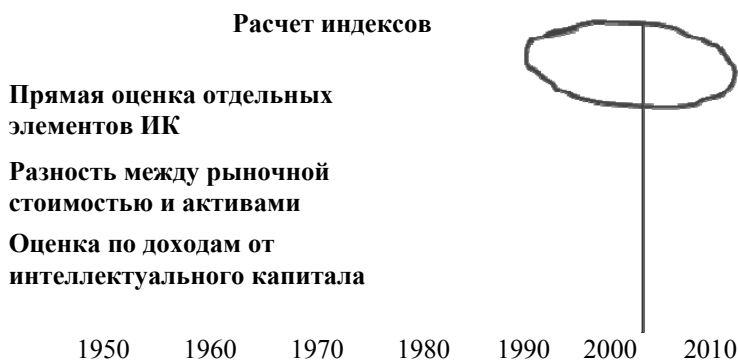 Расчет индексов
Прямая оценка отдельных
элементов ИК
Разность между рыночной
стоимостью и активами
Оценка по доходам от
интеллектуального капитала
1950 1960 1970 1980 1990 2000 2010